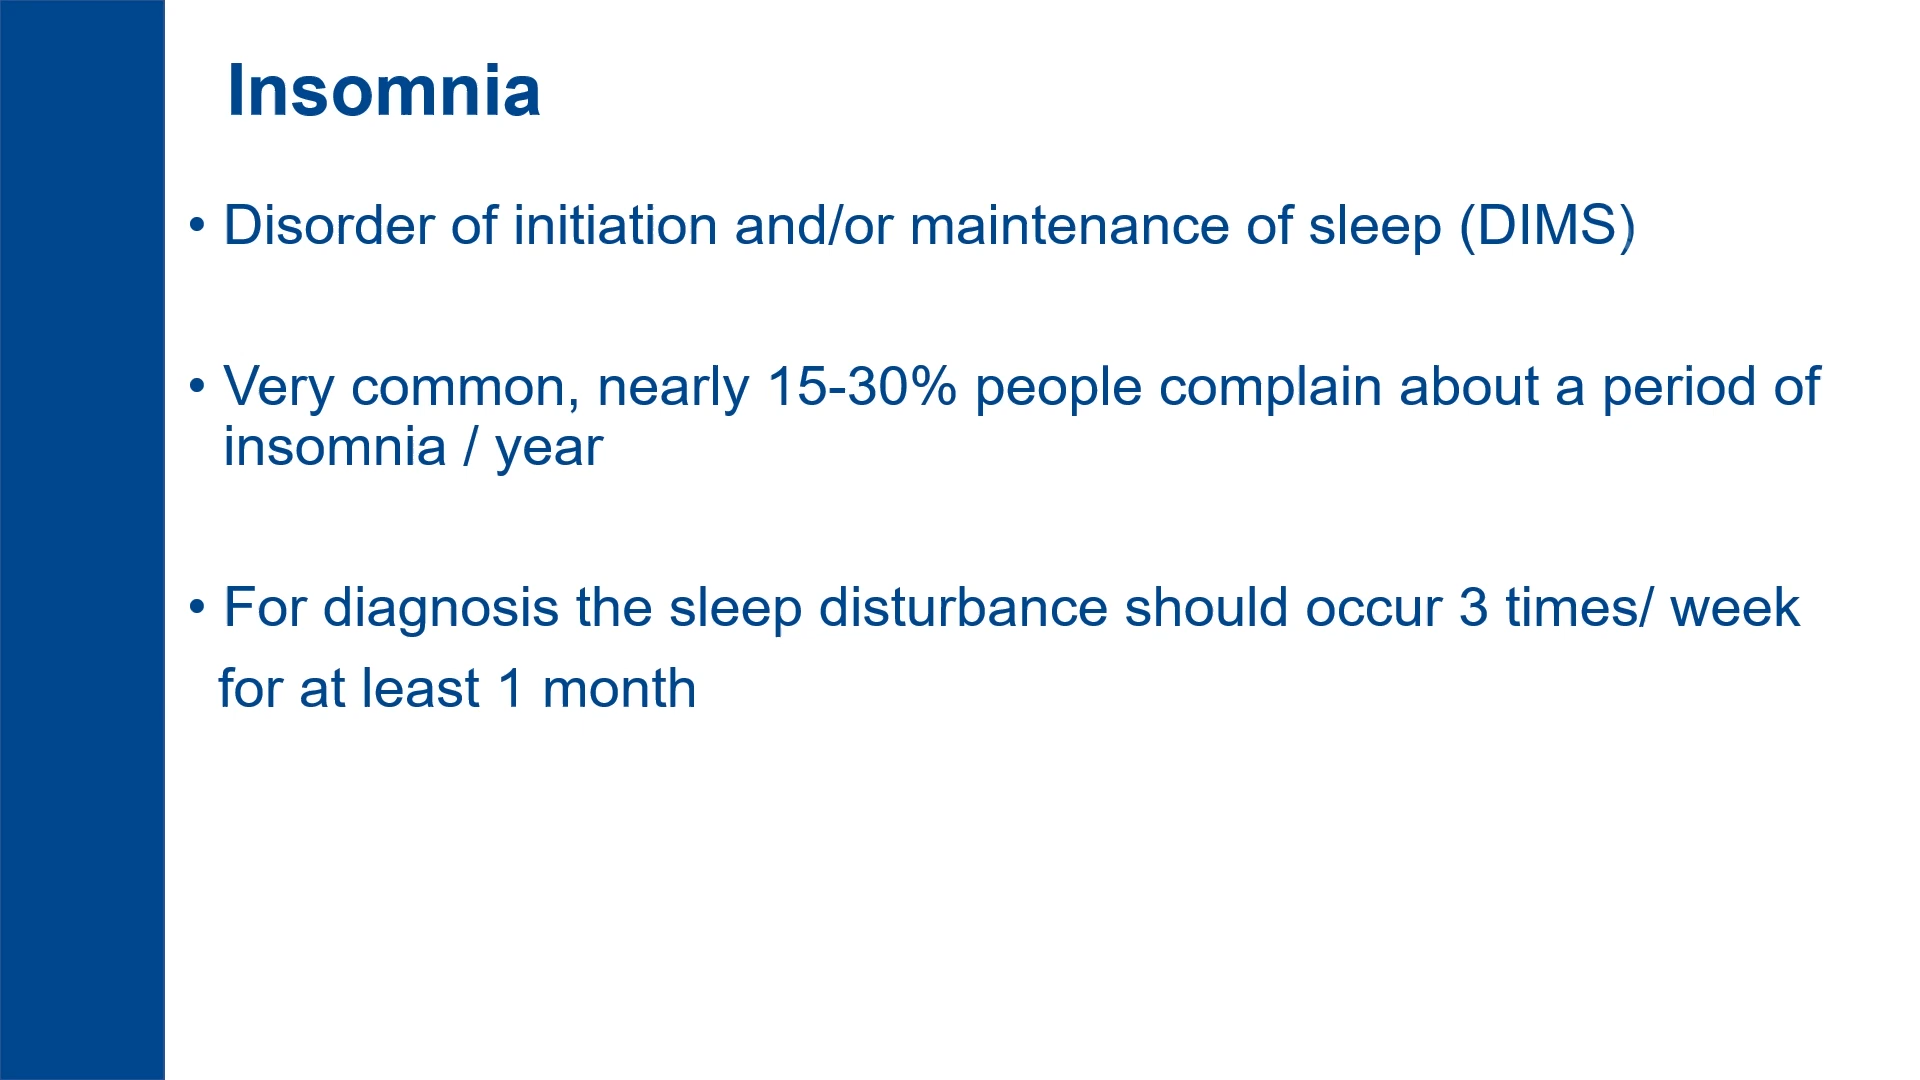 Insomnia
• Disorder of initiation and/or maintenance of sleep (DIMS)
• Very common, nearly 15-30% people complain about a period of
insomnia / year
• For diagnosis the sleep disturbance should occur 3 times/ week
for at least 1 month